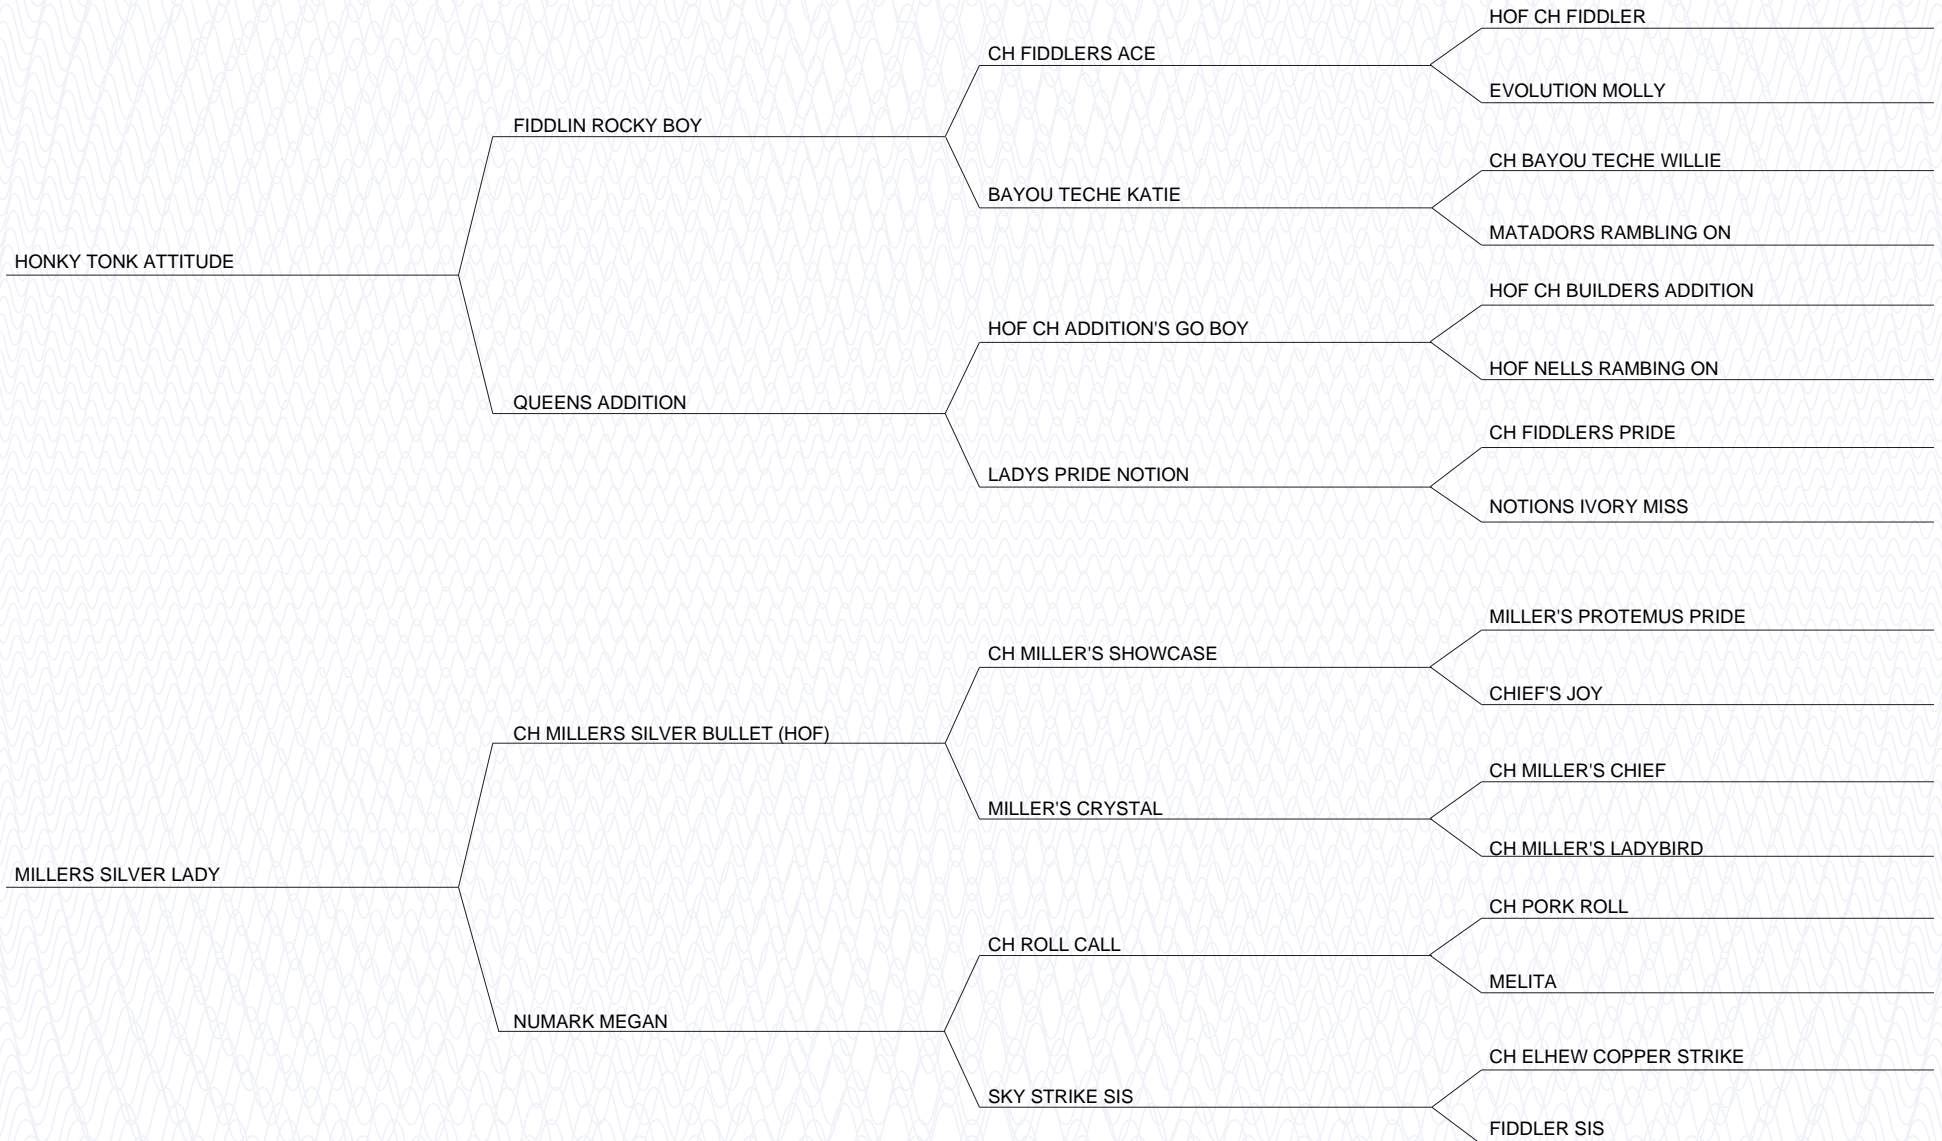 HOF CH FIDDLER
CH FIDDLERS ACE
EVOLUTION MOLLY
FIDDLIN ROCKY BOY
CH BAYOU TECHE WILLIE
BAYOU TECHE KATIE
MATADORS RAMBLING ON
HONKY TONK ATTITUDE
HOF CH BUILDERS ADDITION
HOF CH ADDITION'S GO BOY
HOF NELLS RAMBING ON
QUEENS ADDITION
CH FIDDLERS PRIDE
LADYS PRIDE NOTION
NOTIONS IVORY MISS
MILLER'S PROTEMUS PRIDE
CH MILLER'S SHOWCASE
CHIEF'S JOY
CH MILLERS SILVER BULLET (HOF)
CH MILLER'S CHIEF
MILLER'S CRYSTAL
CH MILLER'S LADYBIRD
MILLERS SILVER LADY
CH PORK ROLL
CH ROLL CALL
MELITA
NUMARK MEGAN
CH ELHEW COPPER STRIKE
SKY STRIKE SIS
FIDDLER SIS